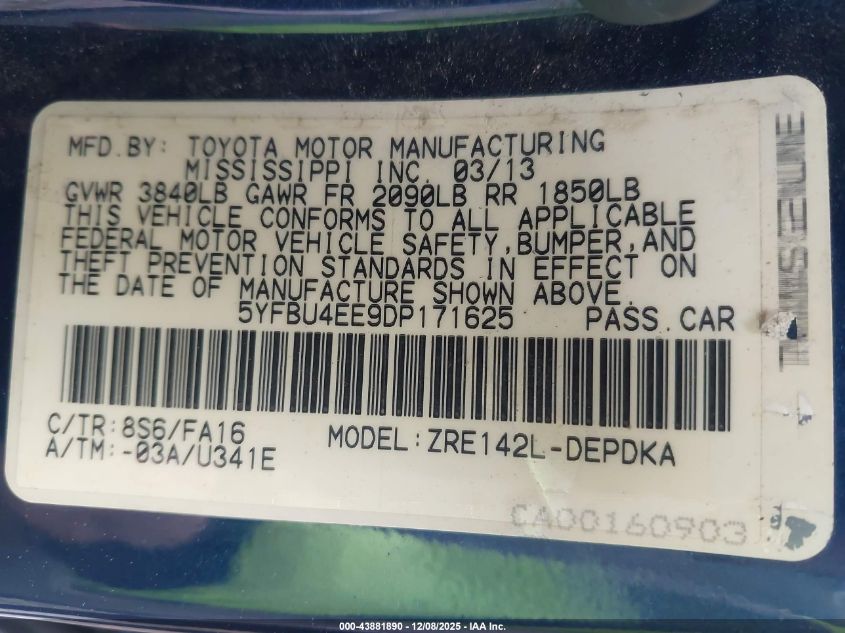 MFD.BY: TOYOTA MOTOR MANUFACTURING
MISSISSIPPI INC. 03/13
GVWR 3840LB GAWR FR 2090LB RR 1850LB
THIS VEHICLE CONFORMS TO ALL APPLICABLE
FEDERAL MOTOR VEHICLE SAFETY,BUMPER,AND
THEFT PREVENTION STANDARDS IN EFFECT ON
THE DATE OF MANUFACTURE SHOWN ABOVE.
5YFBU4EE9DP171625 PASS.CAR
C/TR:8S6/FA16
A/TM:-03A/U341E
MODEL:ZRE142L-DEPDKA
CA00160903
000-43881890 - 12/08/2025 - IAA Inc.